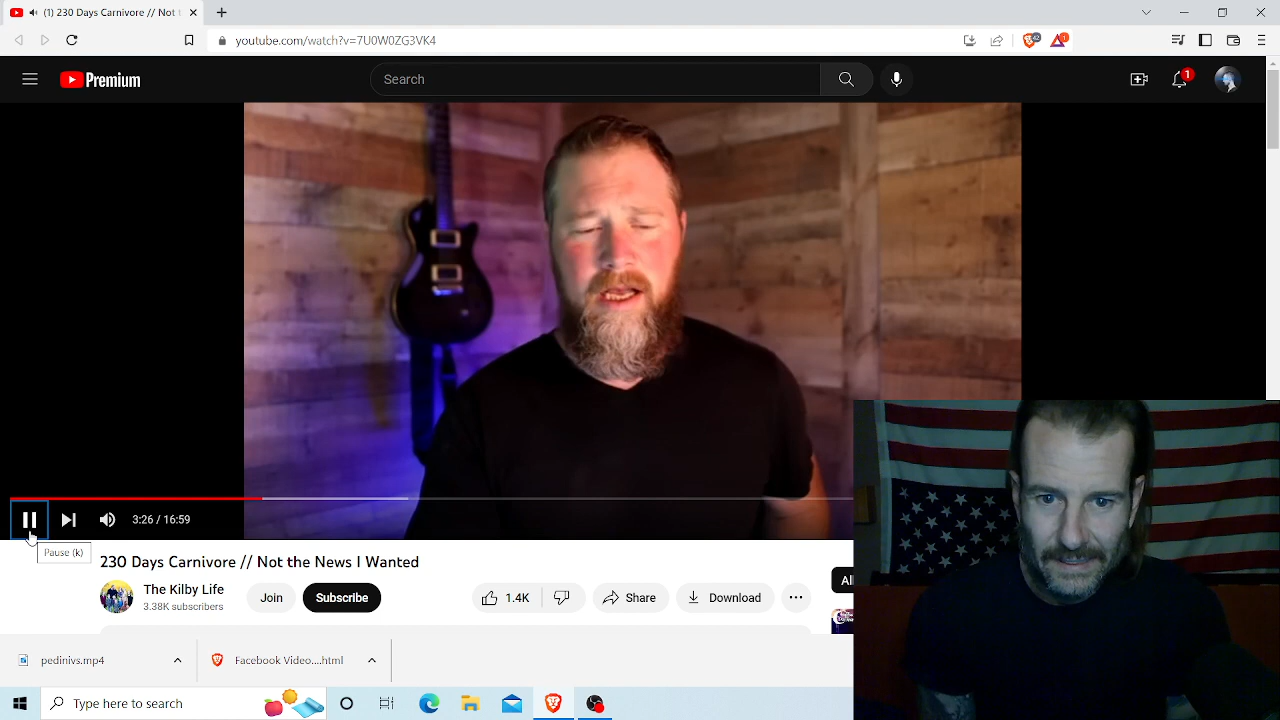 (1) 230 Days Carnivore // Not t
youtube.com/watch?v=7U0W0ZG3VK4
42
1
Premium
Search
1
3:26 / 16:59
Pause (k)
230 Days Carnivore // Not the News I Wanted
The Kilby Life
3.38K subscribers
Join
Subscribe
1.4K
Share
Download
All
pedinivs.mp4
Facebook Video....html
Type here to search